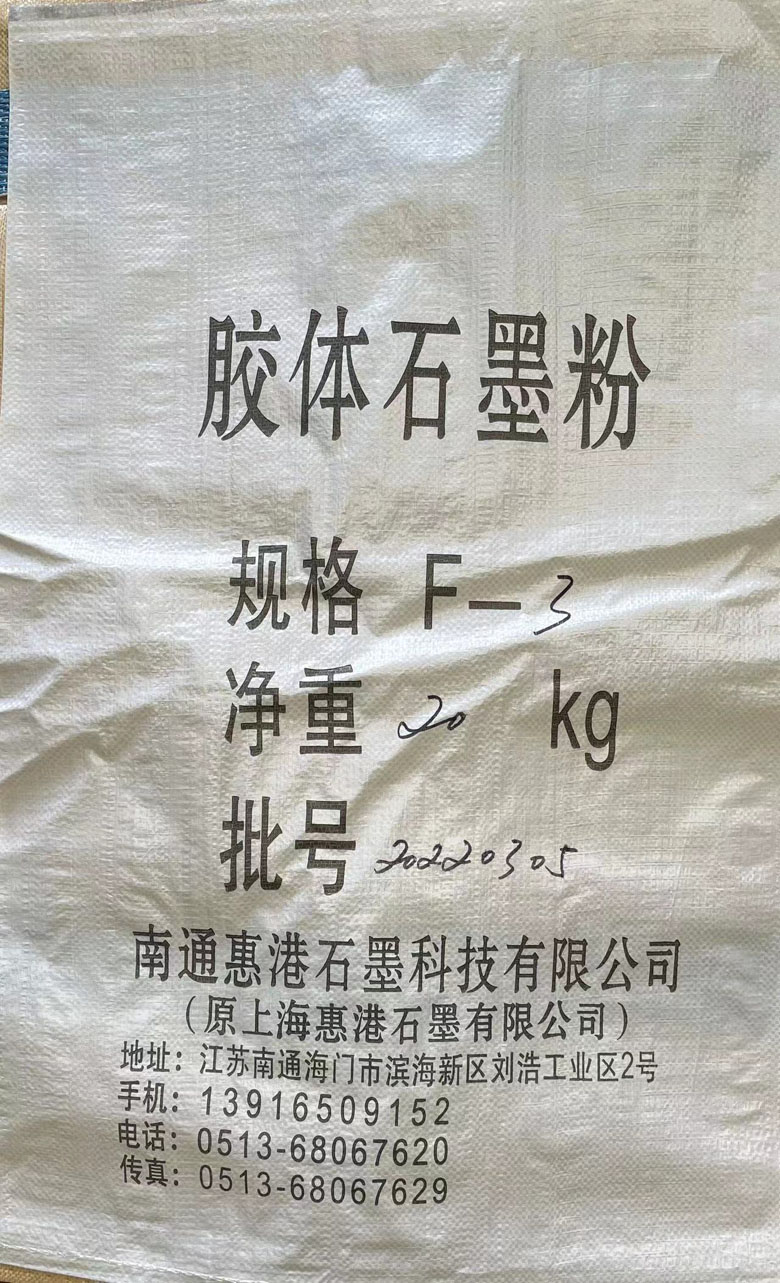 胶体石墨粉
规格 F—3
净重 20 kg
批号 20220305
南通惠港石墨科技有限公司
(原上海惠港石墨有限公司)
地址：江苏南通海门市滨海新区刘浩工业区2号
手机：13916509152
电话：0513-68067620
传真：0513-68067629